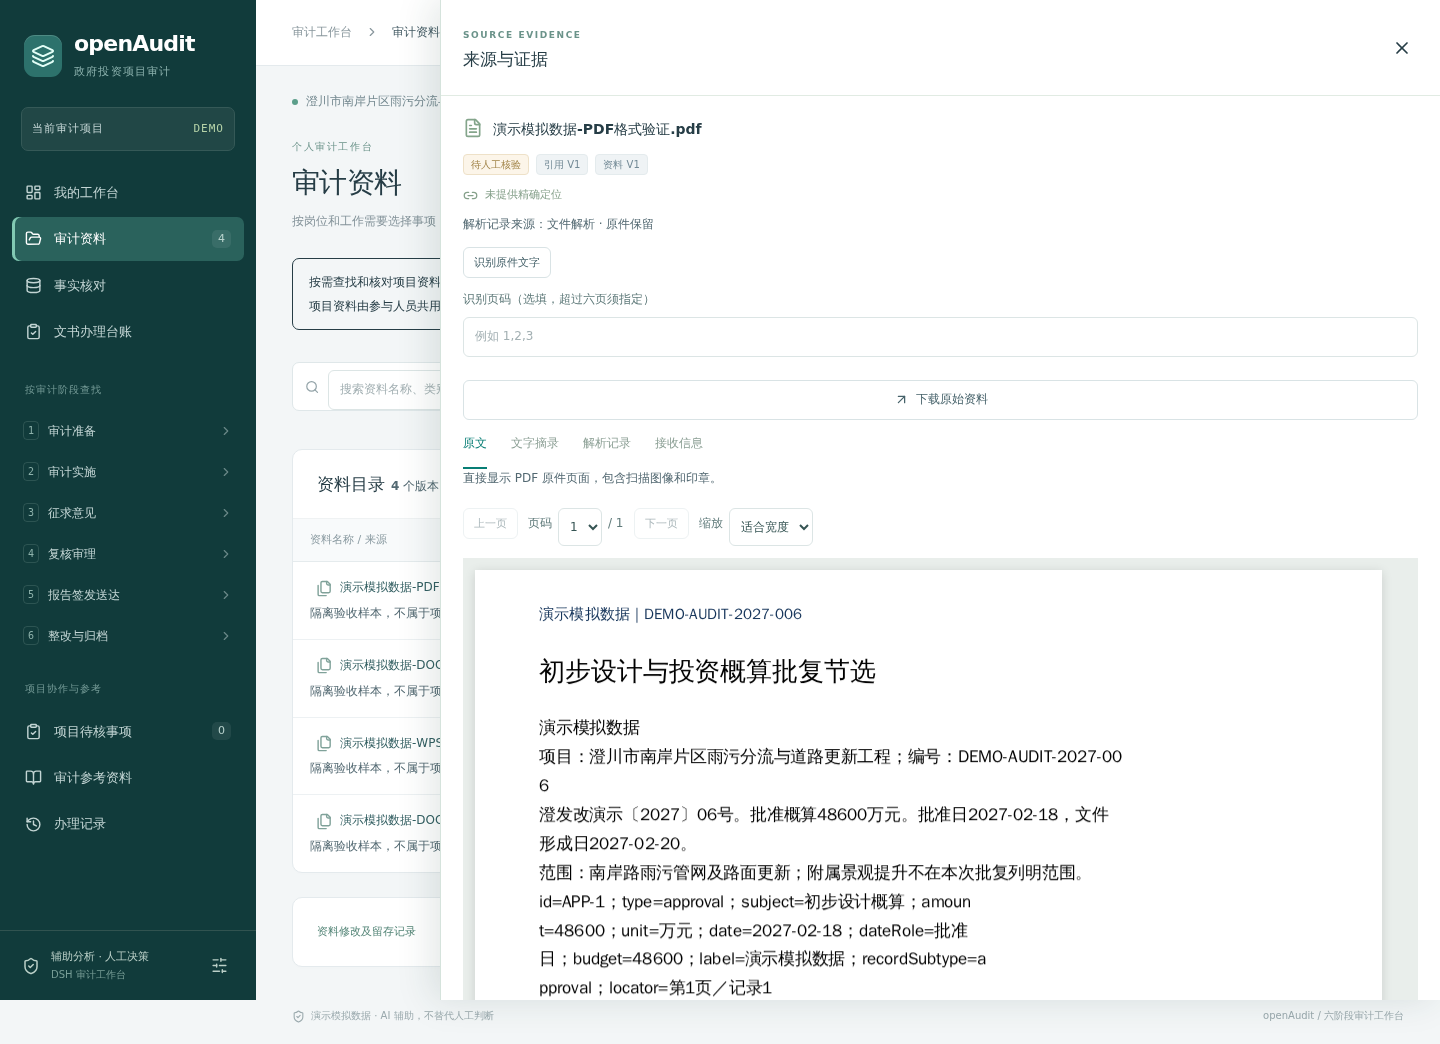 openAudit
政府投资项目审计
当前审计项目 DEMO
我的工作台
审计资料 4
事实核对
文书办理台账
按审计阶段查找
1 审计准备
2 审计实施
3 征求意见
4 复核审理
5 报告签发送达
6 整改与归档
项目协作与参考
项目待核事项 0
审计参考资料
办理记录
辅助分析 · 人工决策
DSH 审计工作台
审计工作台 审计资料
澄川市南岸片区雨污分流
个人审计工作台
审计资料
按岗位和工作需要选择事项
按需查找和核对项目资料
项目资料由参与人员共用
搜索资料名称、类
资料目录 4 个版本
资料名称 / 来源
演示模拟数据-PDF
隔离验收样本，不属于项
演示模拟数据-DOC
隔离验收样本，不属于项
演示模拟数据-WPS
隔离验收样本，不属于项
演示模拟数据-DOC
隔离验收样本，不属于项
资料修改及留存记录
SOURCE EVIDENCE
来源与证据
演示模拟数据-PDF格式验证.pdf
待人工核验 引用 V1 资料 V1
未提供精确定位
解析记录来源：文件解析 · 原件保留
识别原件文字
识别页码（选填，超过六页须指定）
例如 1,2,3
下载原始资料
原文 文字摘录 解析记录 接收信息
直接显示 PDF 原件页面，包含扫描图像和印章。
上一页 页码 1 / 1 下一页 缩放 适合宽度
演示模拟数据｜DEMO-AUDIT-2027-006
初步设计与投资概算批复节选
演示模拟数据
项目：澄川市南岸片区雨污分流与道路更新工程；编号：DEMO-AUDIT-2027-00
6
澄发改演示〔2027〕06号。批准概算48600万元。批准日2027-02-18，文件
形成日2027-02-20。
范围：南岸路雨污管网及路面更新；附属景观提升不在本次批复列明范围。
id=APP-1；type=approval；subject=初步设计概算；amoun
t=48600；unit=万元；date=2027-02-18；dateRole=批准
日；budget=48600；label=演示模拟数据；recordSubtype=a
pproval；locator=第1页／记录1
演示模拟数据 · AI 辅助，不替代人工判断
openAudit / 六阶段审计工作台